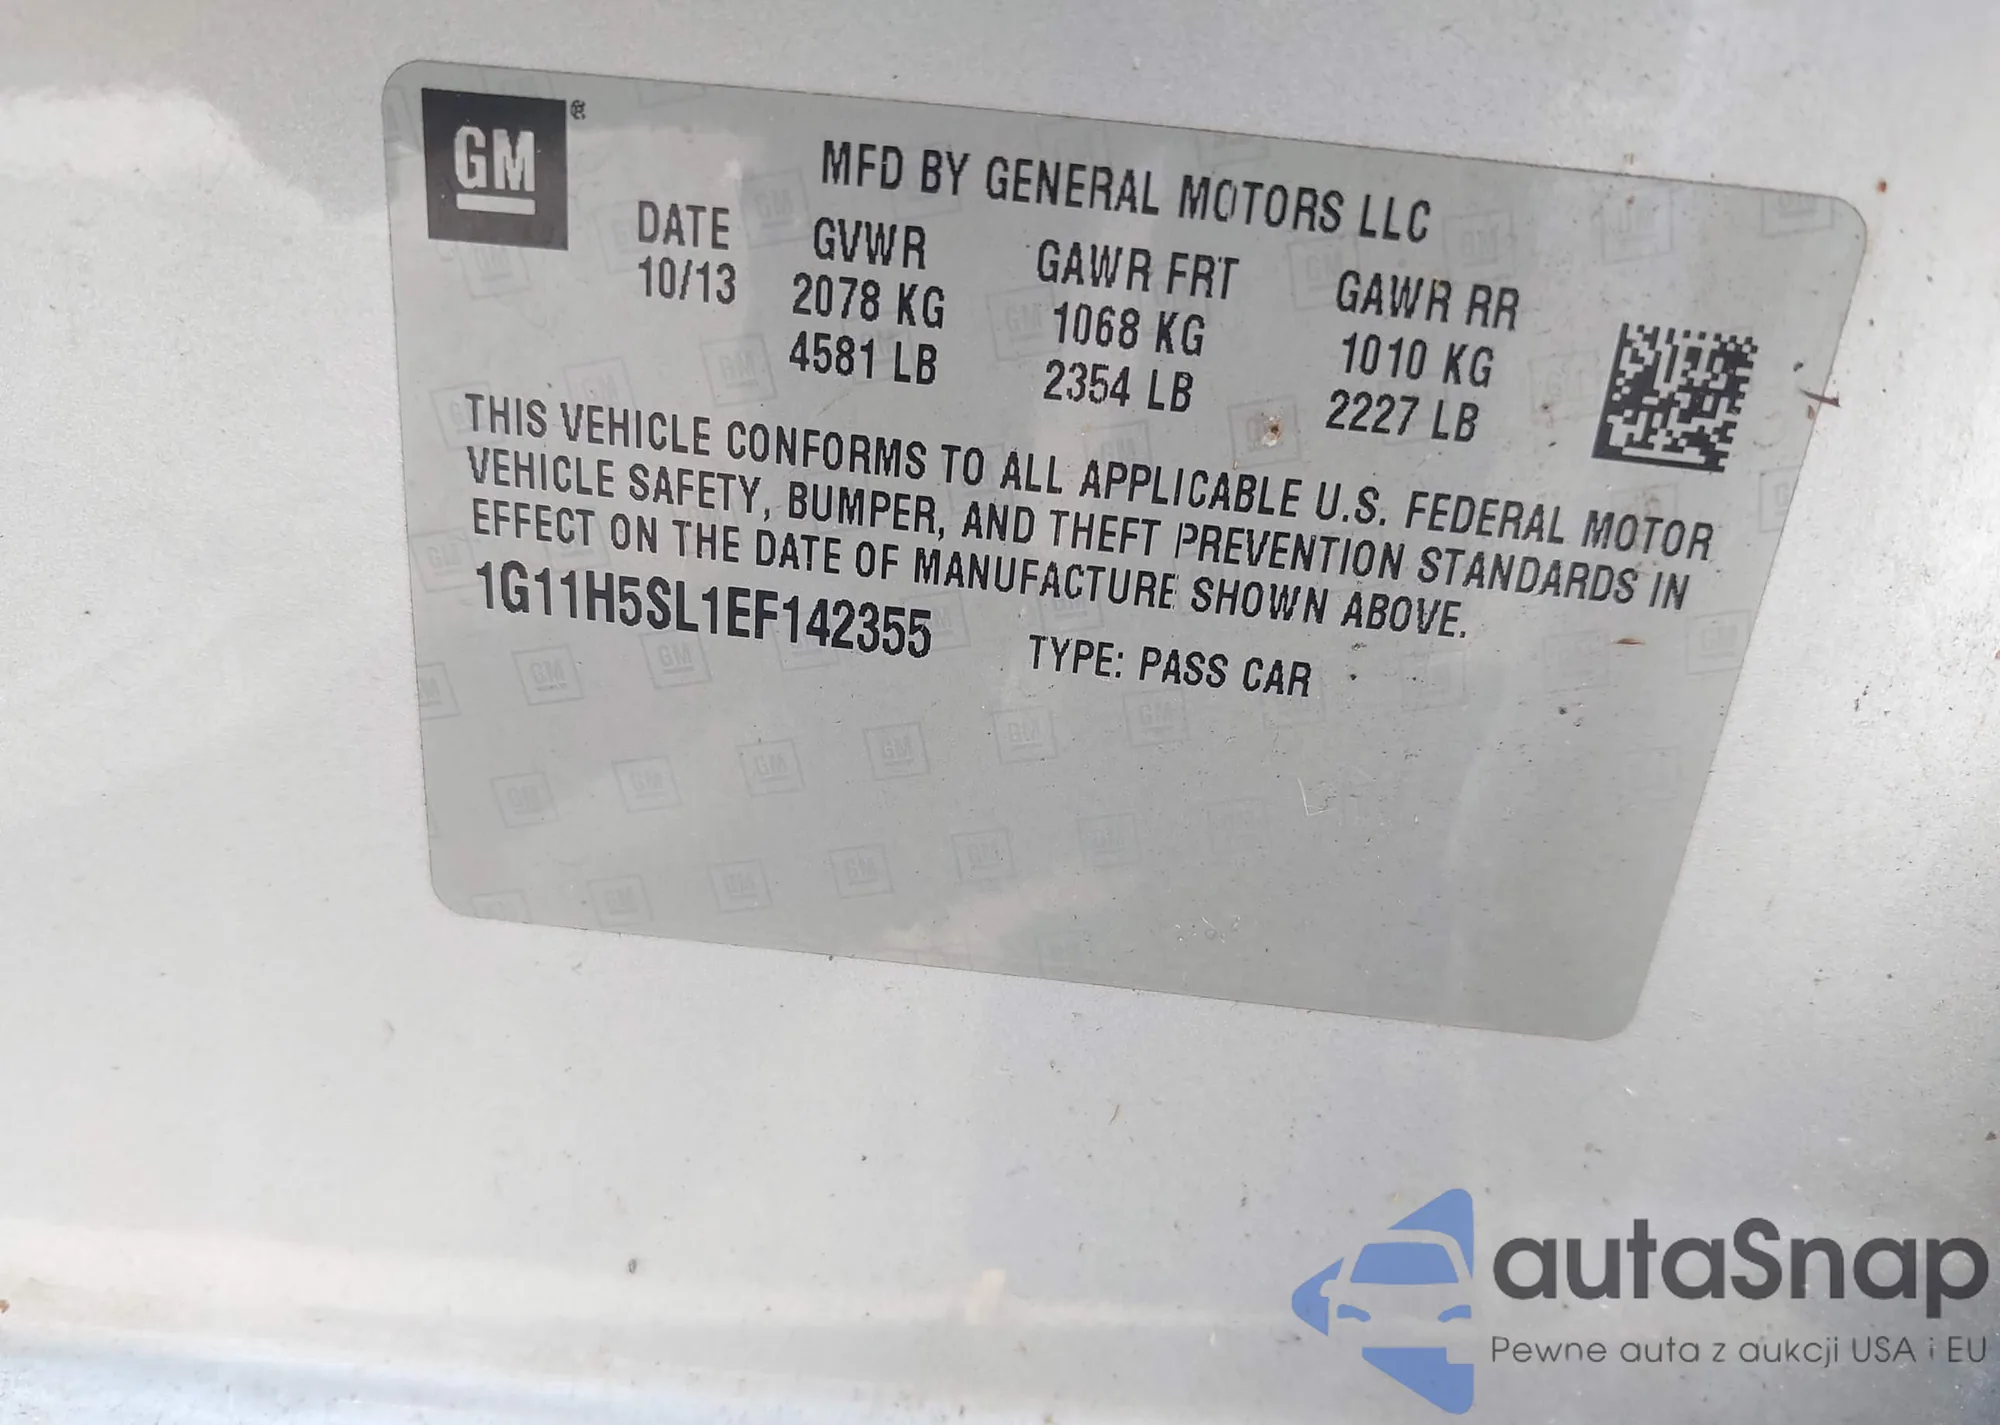 GM®
MFD BY GENERAL MOTORS LLC
DATE GVWR GAWR FRT GAWR RR
10/13 2078 KG 1068 KG 1010 KG
4581 LB 2354 LB 2227 LB
THIS VEHICLE CONFORMS TO ALL APPLICABLE U.S. FEDERAL MOTOR
VEHICLE SAFETY, BUMPER, AND THEFT PREVENTION STANDARDS IN
EFFECT ON THE DATE OF MANUFACTURE SHOWN ABOVE.
1G11H5SL1EF142355 TYPE: PASS CAR
autaSnap
Pewne auta z aukcji USA i EU